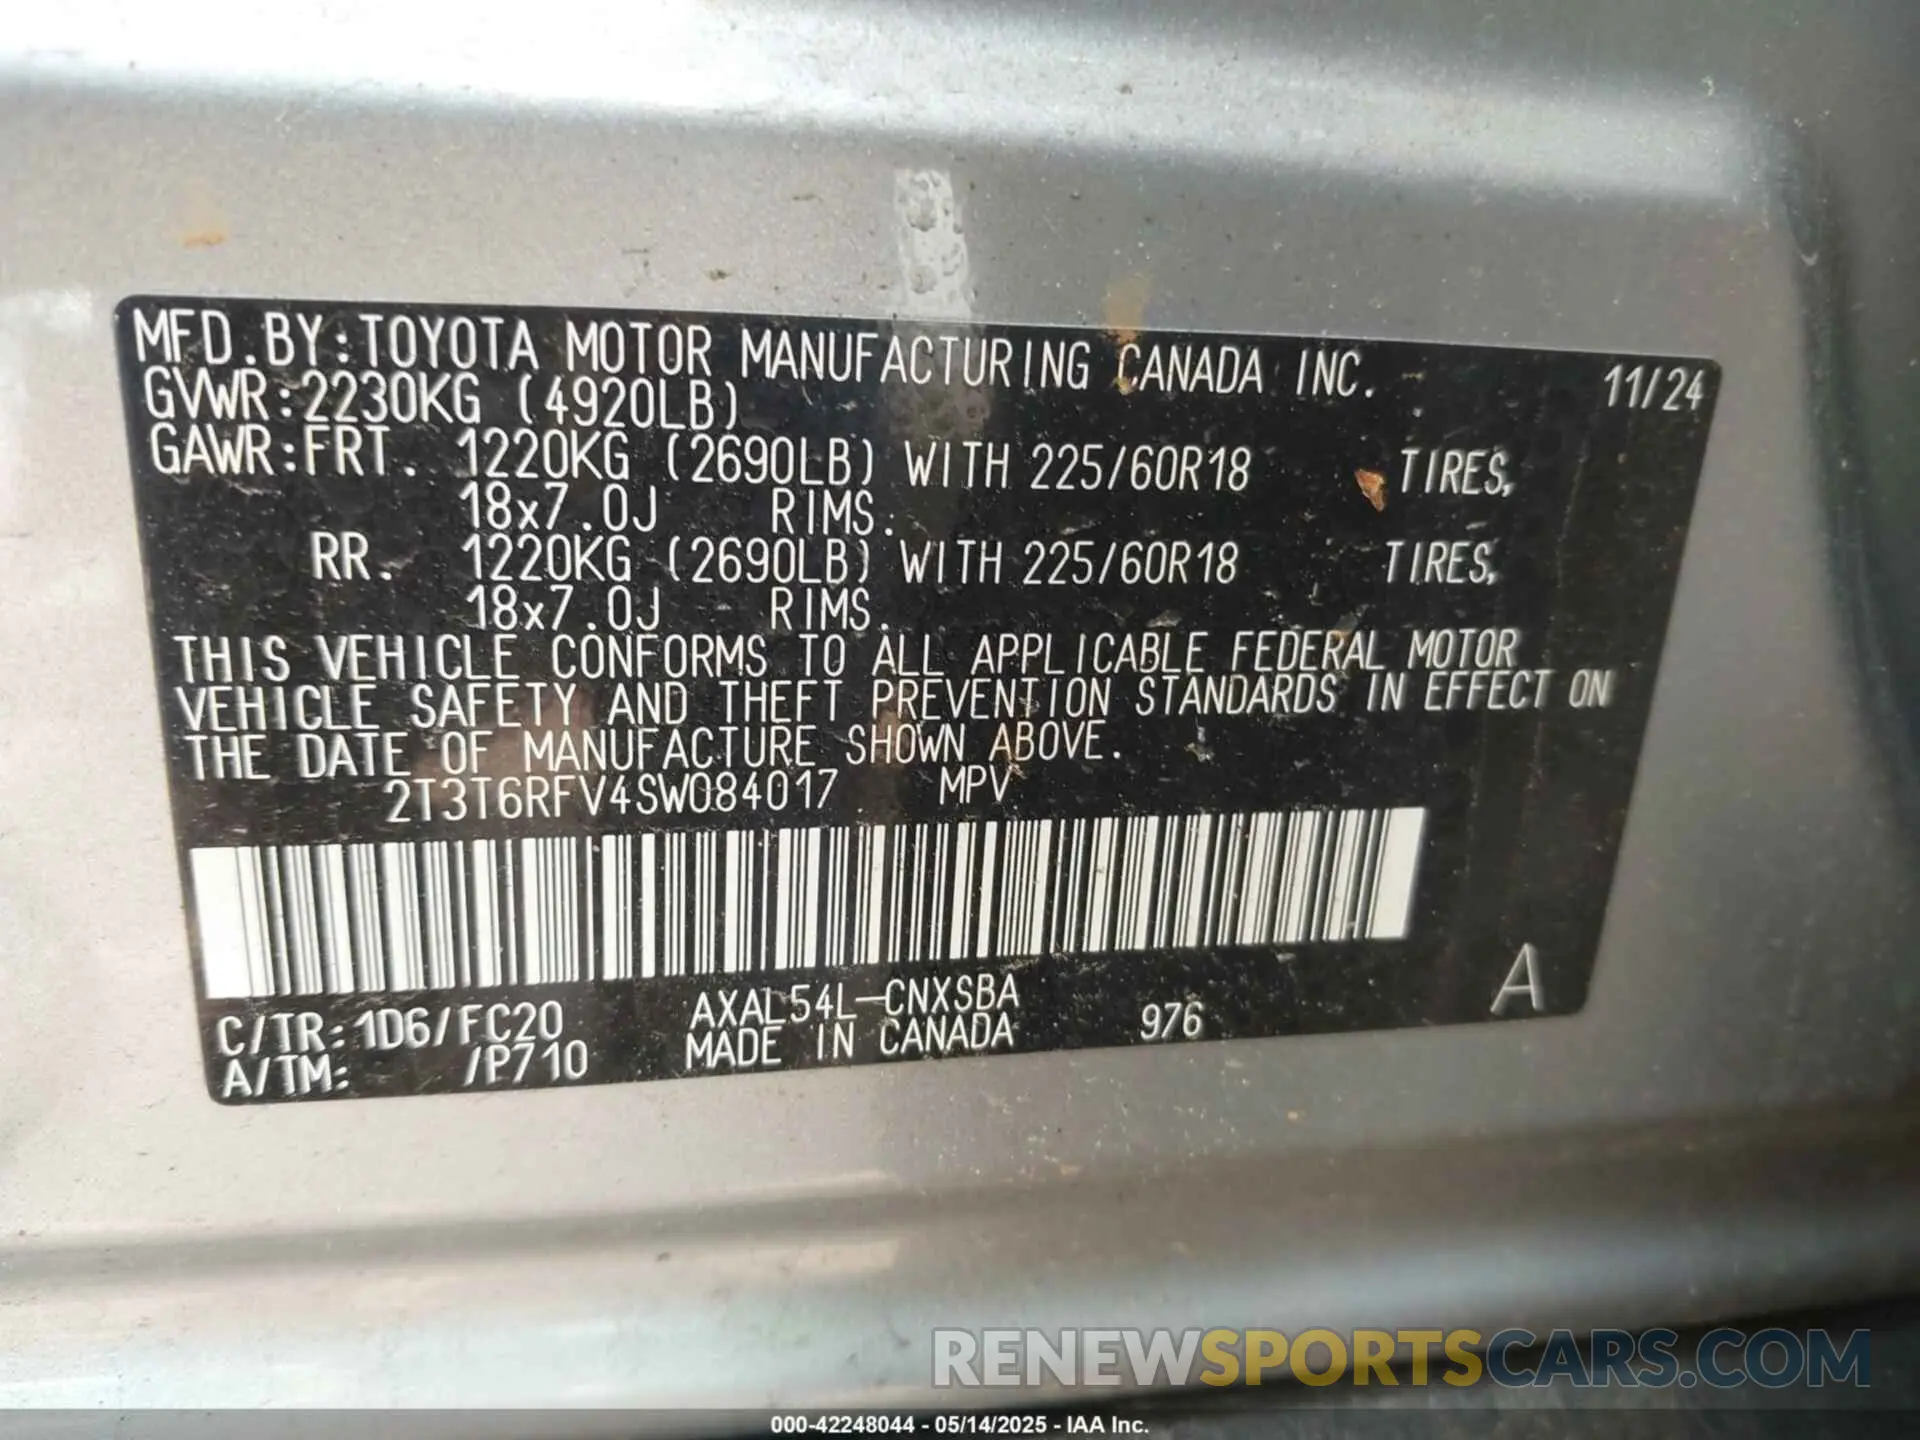 MFD.BY:TOYOTA MOTOR MANUFACTURING CANADA INC. 11/24
GVWR:2230KG (4920LB)
GAWR:FRT. 1220KG (2690LB) WITH 225/60R18 TIRES,
18x7.0J RIMS.
RR. 1220KG (2690LB) WITH 225/60R18 TIRES,
18x7.0J RIMS.
THIS VEHICLE CONFORMS TO ALL APPLICABLE FEDERAL MOTOR
VEHICLE SAFETY AND THEFT PREVENTION STANDARDS IN EFFECT ON
THE DATE OF MANUFACTURE SHOWN ABOVE.
2T3T6RFV4SW084017 MPV
AXAL54L-CNXSBA A
C/TR:1D6/FC20 MADE IN CANADA 976
A/TM: /P710
RENEWSPORTSCARS.COM
000-42248044 - 05/14/2025 - IAA Inc.